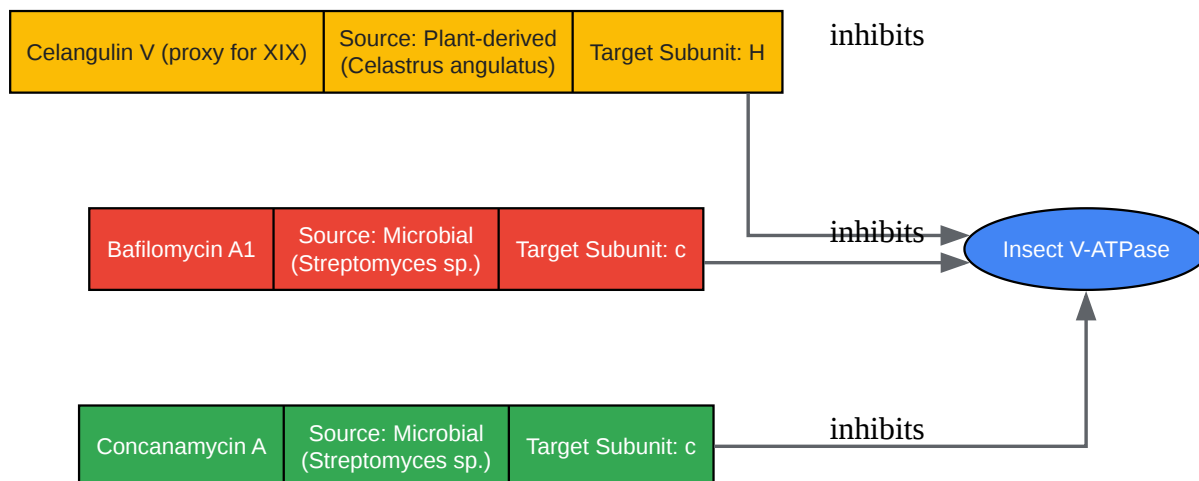 Celangulin V (proxy for XIX)
Source: Plant-derived
(Celastrus angulatus)
Target Subunit: H
inhibits
Bafilomycin A1
Source: Microbial
(Streptomyces sp.)
Target Subunit: c
inhibits
Insect V-ATPase
Concanamycin A
Source: Microbial
(Streptomyces sp.)
Target Subunit: c
inhibits